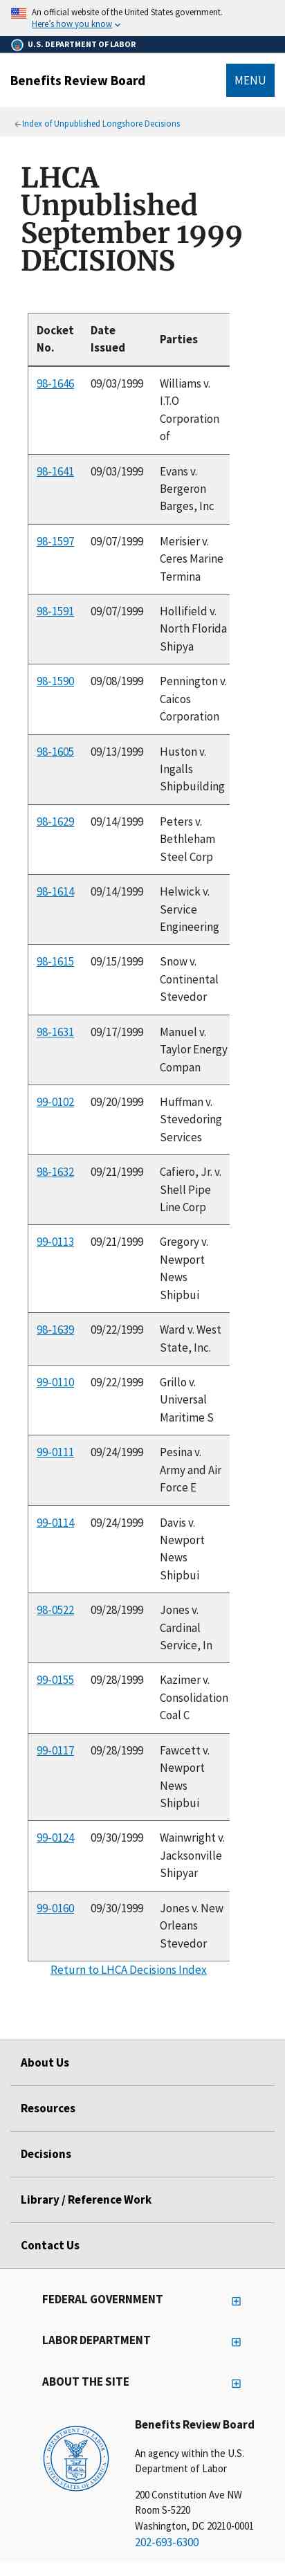 An official website of the United States government.
Here's how you know
U.S. DEPARTMENT OF LABOR
Benefits Review Board
MENU
Index of Unpublished Longshore Decisions
LHCA
Unpublished
September 1999
DECISIONS
Docket No. Date Issued Parties
98-1646 09/03/1999 Williams v. I.T.O Corporation of
98-1641 09/03/1999 Evans v. Bergeron Barges, Inc
98-1597 09/07/1999 Merisier v. Ceres Marine Termina
98-1591 09/07/1999 Hollifield v. North Florida Shipya
98-1590 09/08/1999 Pennington v. Caicos Corporation
98-1605 09/13/1999 Huston v. Ingalls Shipbuilding
98-1629 09/14/1999 Peters v. Bethleham Steel Corp
98-1614 09/14/1999 Helwick v. Service Engineering
98-1615 09/15/1999 Snow v. Continental Stevedor
98-1631 09/17/1999 Manuel v. Taylor Energy Compan
99-0102 09/20/1999 Huffman v. Stevedoring Services
98-1632 09/21/1999 Cafiero, Jr. v. Shell Pipe Line Corp
99-0113 09/21/1999 Gregory v. Newport News Shipbui
98-1639 09/22/1999 Ward v. West State, Inc.
99-0110 09/22/1999 Grillo v. Universal Maritime S
99-0111 09/24/1999 Pesina v. Army and Air Force E
99-0114 09/24/1999 Davis v. Newport News Shipbui
98-0522 09/28/1999 Jones v. Cardinal Service, In
99-0155 09/28/1999 Kazimer v. Consolidation Coal C
99-0117 09/28/1999 Fawcett v. Newport News Shipbui
99-0124 09/30/1999 Wainwright v. Jacksonville Shipyar
99-0160 09/30/1999 Jones v. New Orleans Stevedor
Return to LHCA Decisions Index
About Us
Resources
Decisions
Library / Reference Work
Contact Us
FEDERAL GOVERNMENT
LABOR DEPARTMENT
ABOUT THE SITE
Benefits Review Board
An agency within the U.S.
Department of Labor
200 Constitution Ave NW
Room S-5220
Washington, DC 20210-0001
202-693-6300